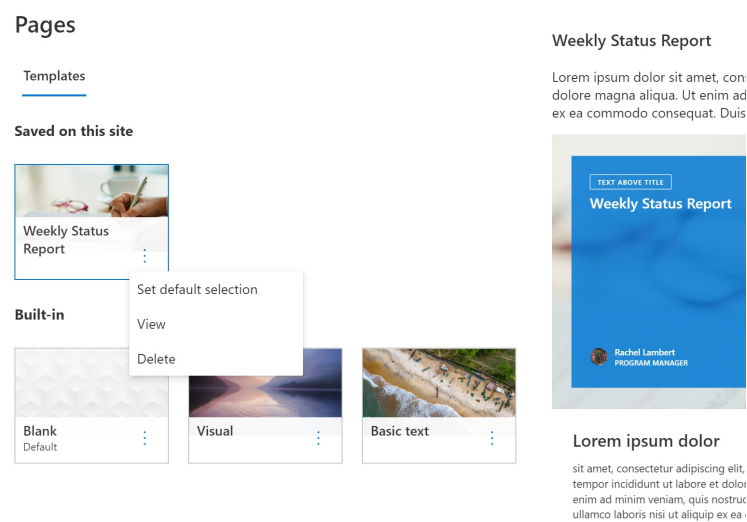 Pages
Templates
Saved on this site
Weekly Status
Report
Set default selection
View
Delete
Built-in
Blank
Default
Visual
Basic text
Weekly Status Report
Lorem ipsum dolor sit amet,
dolore magna aliqua. Ut enim ad
ex ea commodo consequat. Duis
TEXT ABOVE TITLE
Weekly Status Report
Rachel Lambert
PROGRAM MANAGER
Lorem ipsum dolor
sit amet, consectetur adipiscing elit,
tempor incididunt ut labore et
enim ad minim veniam, quis
ullamco laboris nisi ut aliquip ex ea